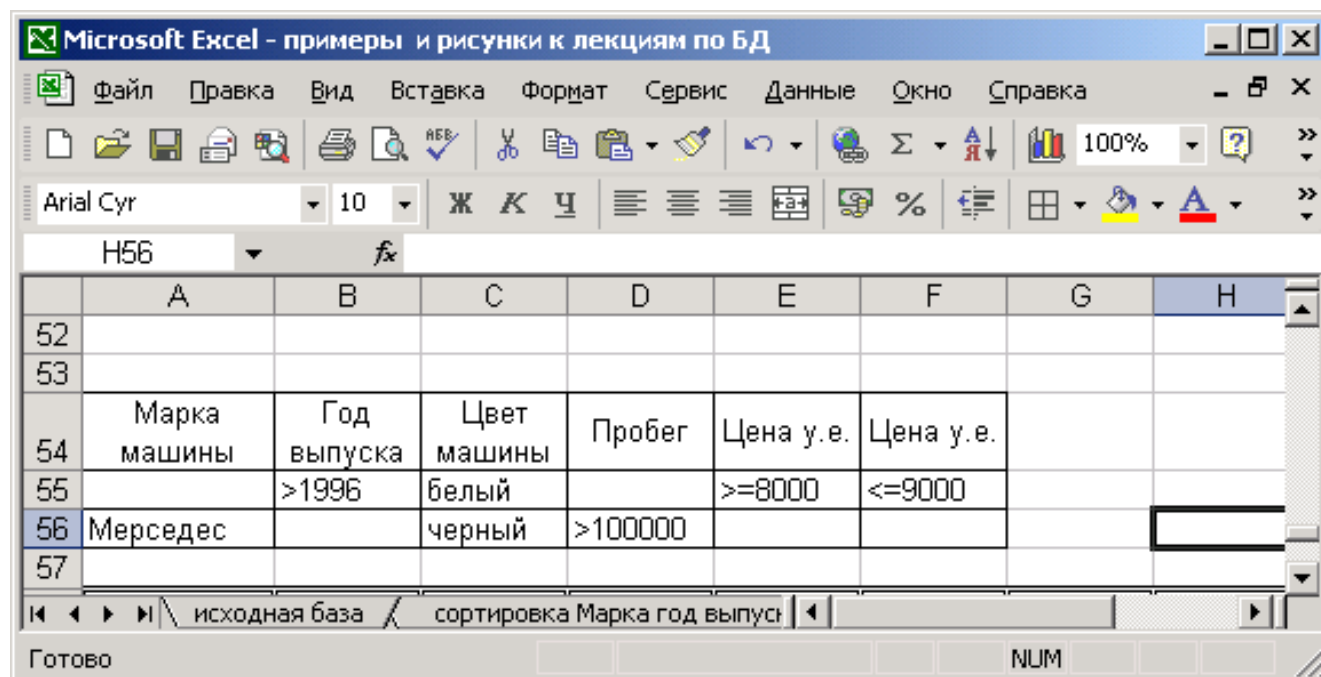 Microsoft Excel - примеры и рисунки к лекциям по БД
Файл Правка Вид Вставка Формат Сервис Данные Окно Справка
АБВ Σ А Я 100% ?
Arial Cyr 10 Ж К Ч а % А
H56 fx
A B C D E F G H
52
53
54 Марка машины Год выпуска Цвет машины Пробег Цена у.е. Цена у.е.
55 >1996 белый >=8000 <=9000
56 Мерседес черный >100000
57
исходная база сортировка Марка год выпуск
Готово NUM